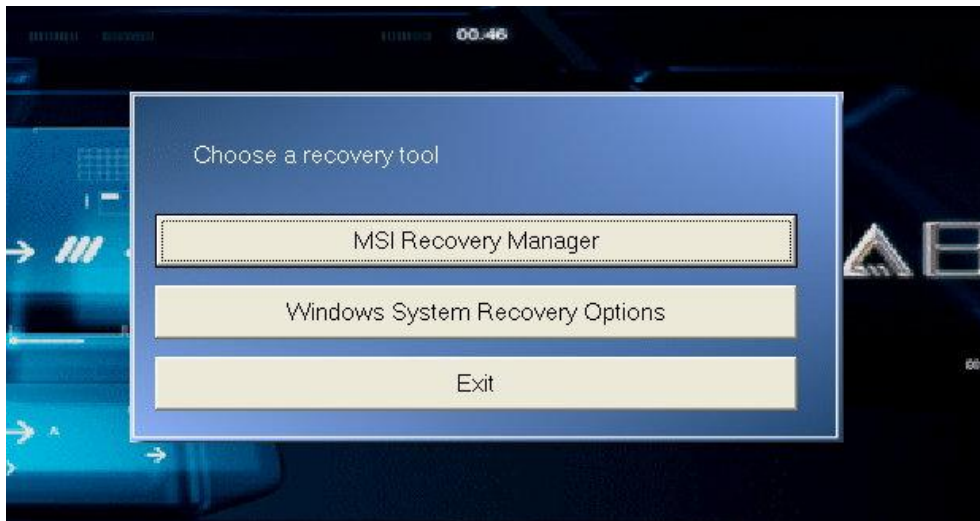 00.46
Choose a recovery tool
MSI Recovery Manager
Windows System Recovery Options
Exit
A